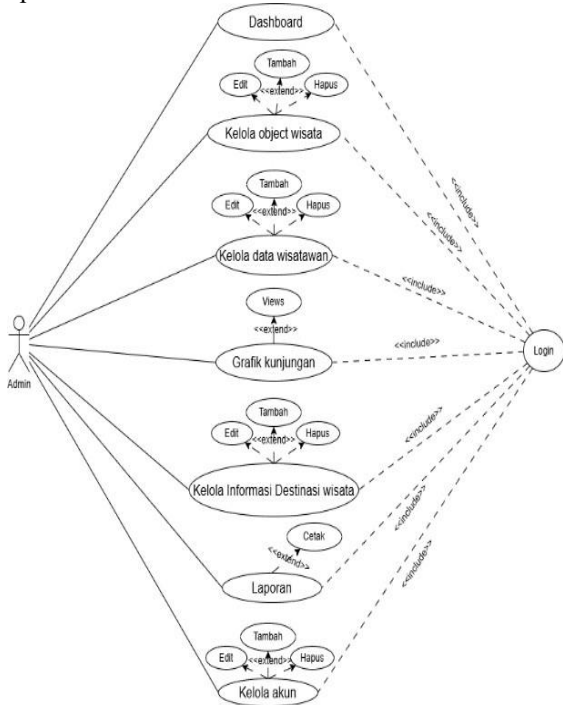 Dashboard
Tambah
Edit
<<extend>>
Hapus
Kelola object wisata
<<include>>
<<include>>
Tambah
Edit
<<extend>>
Hapus
Kelola data wisatawan
<<include>>
Views
<<extend>>
Grafik kunjungan
<<include>>
Login
Admin
Tambah
Edit
<<extend>>
Hapus
Kelola Informasi Destinasi wisata
<<include>>
Cetak
<<extend>>
Laporan
<<include>>
<<include>>
Tambah
Edit
<<extend>>
Hapus
Kelola akun